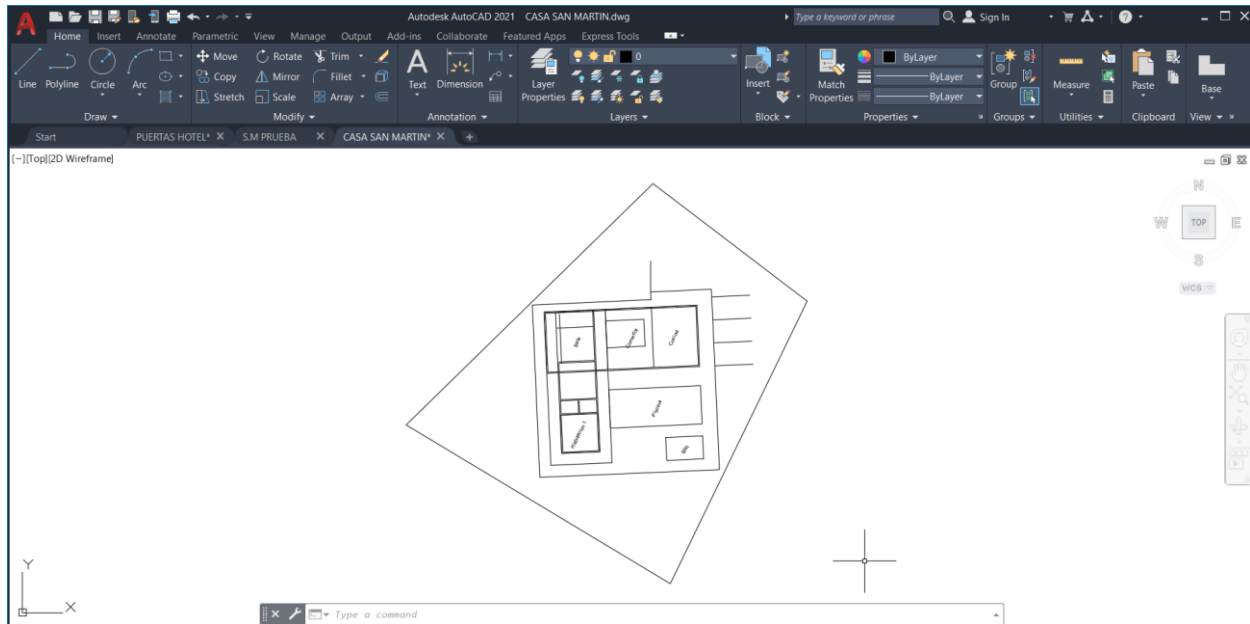 Autodesk AutoCAD 2021 CASA SAN MARTIN.dwg
Type a keyword or phrase
Sign In
Home Insert Annotate Parametric View Manage Output Add-ins Collaborate Featured Apps Express Tools
Line Polyline Circle Arc
Move Rotate Trim
Copy Mirror Fillet
Stretch Scale Array
Text Dimension
Layer Properties
0
Insert
Match Properties
ByLayer
ByLayer
ByLayer
Group Measure Paste Base
Draw Modify Annotation Layers Block Properties Groups Utilities Clipboard View
Start PUERTAS HOTEL* S.M PRUEBA CASA SAN MARTIN*
[−][Top][2D Wireframe]
N
W TOP E
S
WCS
Cocina
Piscina
Habitación 1
Y
X
Type a command